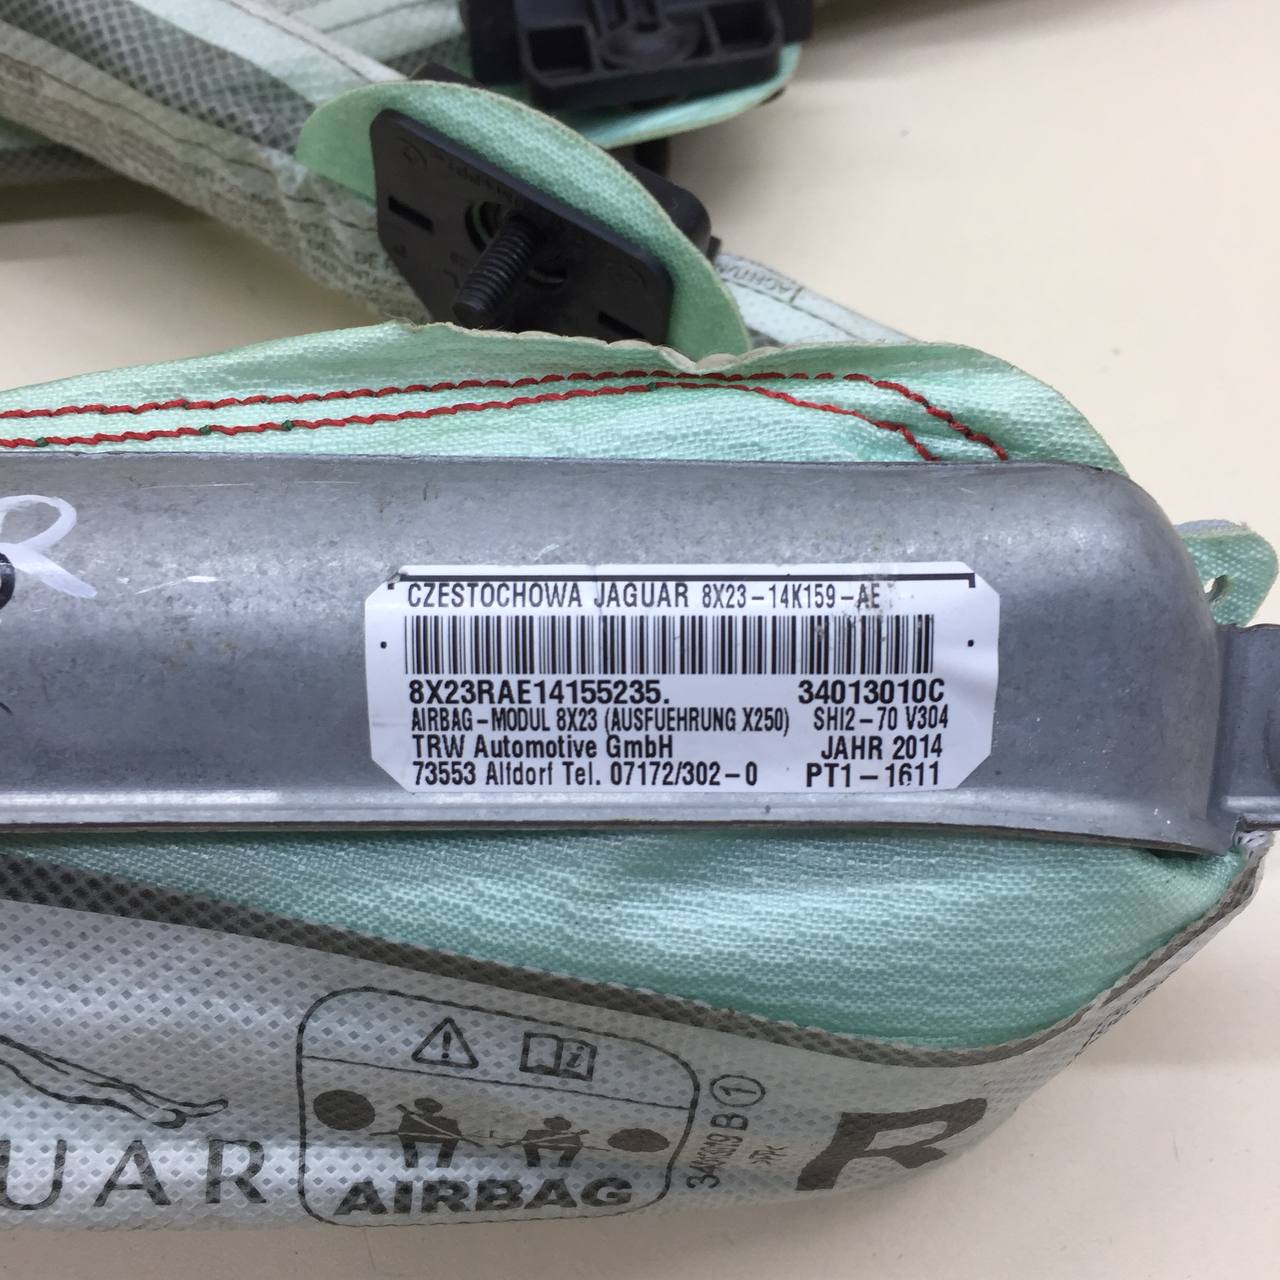 CZESTOCHOWA JAGUAR 8X23-14K159-AE
8X23RAE14155235. 34013010C
AIRBAG-MODUL 8X23 (AUSFUEHRUNG X250) SHI2-70 V304
TRW Automotive GmbH JAHR 2014
73553 Alfdorf Tel. 07172/302-0 PT1-1611
UAR
AIRBAG
B 1
R